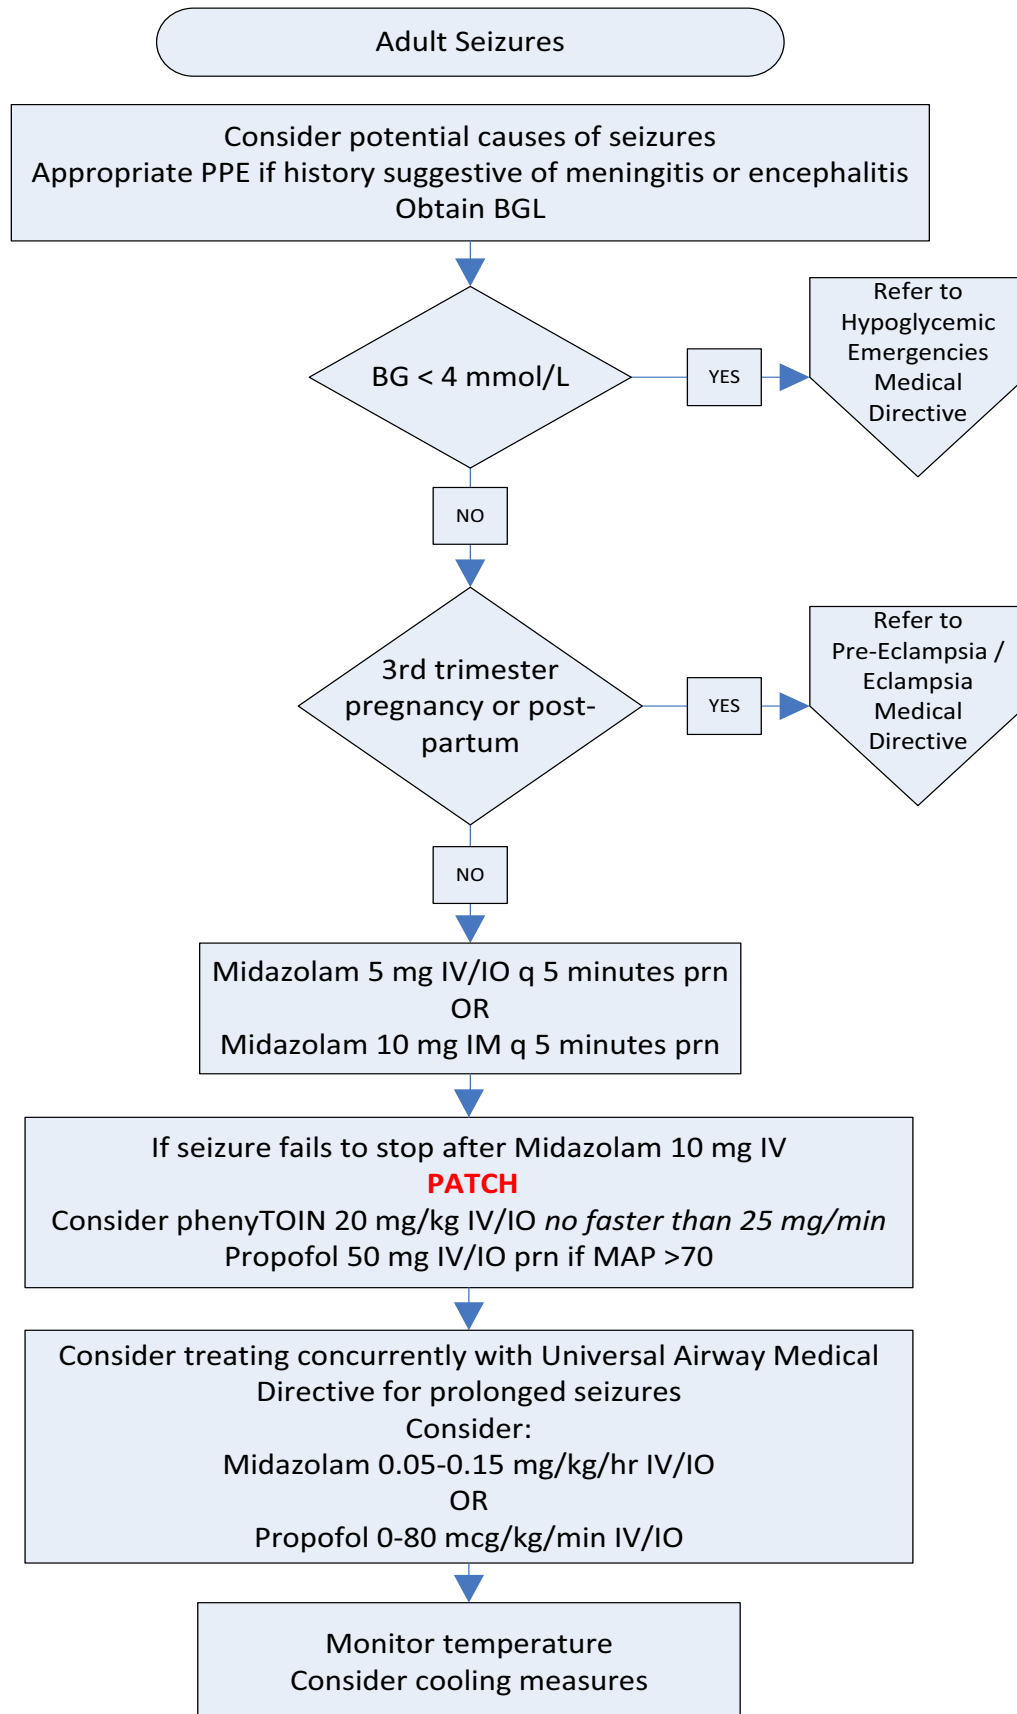 Adult Seizures
Consider potential causes of seizures
Appropriate PPE if history suggestive of meningitis or encephalitis
Obtain BGL
BG < 4 mmol/L
YES
Refer to
Hypoglycemic
Emergencies
Medical
Directive
NO
3rd trimester
pregnancy or post-
partum
YES
Refer to
Pre-Eclampsia /
Eclampsia
Medical
Directive
NO
Midazolam 5 mg IV/IO q 5 minutes prn
OR
Midazolam 10 mg IM q 5 minutes prn
If seizure fails to stop after Midazolam 10 mg IV
PATCH
Consider phenyTOIN 20 mg/kg IV/IO no faster than 25 mg/min
Propofol 50 mg IV/IO prn if MAP >70
Consider treating concurrently with Universal Airway Medical
Directive for prolonged seizures
Consider:
Midazolam 0.05-0.15 mg/kg/hr IV/IO
OR
Propofol 0-80 mcg/kg/min IV/IO
Monitor temperature
Consider cooling measures